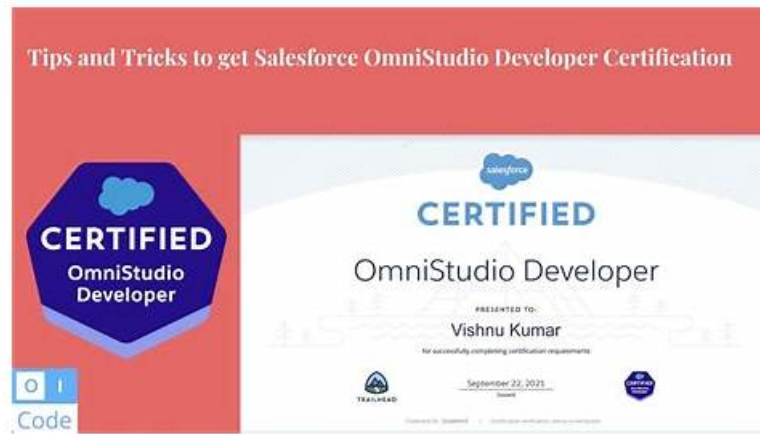 Tips and Tricks to get Salesforce OmniStudio Developer Certification
CERTIFIED
OmniStudio
Developer
salesforce
CERTIFIED
OmniStudio Developer
PRESENTED TO:
Vishnu Kumar
for successfully completing certification requirements
TRAILHEAD
September 22, 2021
Issued
CERTIFIED
O I
Code